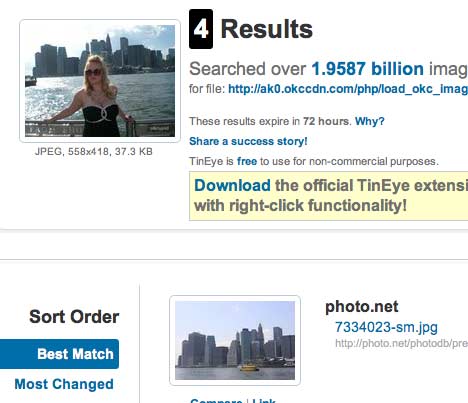 4 Results
Searched over 1.9587 billion imag
for file: http://ak0.okccdn.com/php/load_okc_imag
These results expire in 72 hours. Why?
Share a success story!
TinEye is free to use for non-commercial purposes.
JPEG, 558x418, 37.3 KB
Download the official TinEye extensi
with right-click functionality!
Sort Order
Best Match
Most Changed
photo.net
7334023-sm.jpg
http://photo.net/photodb/pre
Compare | Link